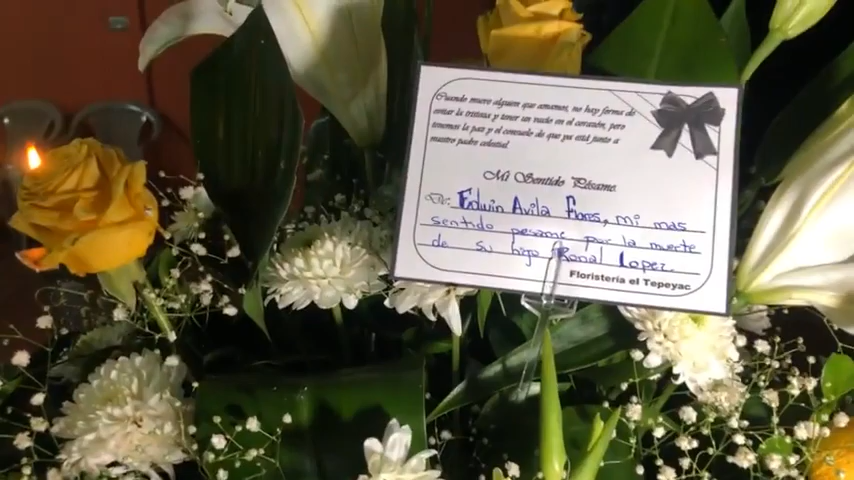 Cuando muere alguien que amamos, no hay forma de
evitar la tristeza y tener un vacío en el corazón, pero
tenemos la paz y el consuelo de que ya está junto a
nuestro padre celestial.
Mi Sentido Pésame.
De: Edwin Avila Flores, mi mas
sentido pesame por la muerte
de su hijo Ronal Lopez.
Floristería el Tepeyac